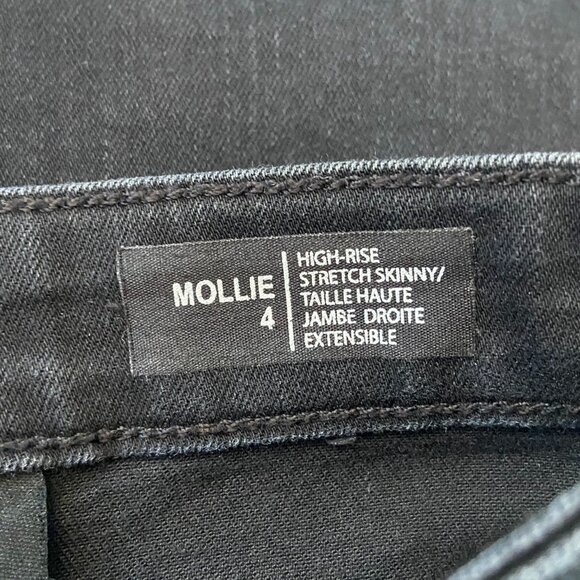 MOLLIE
4
HIGH-RISE
STRETCH SKINNY/
TAILLE HAUTE
JAMBE DROITE
EXTENSIBLE